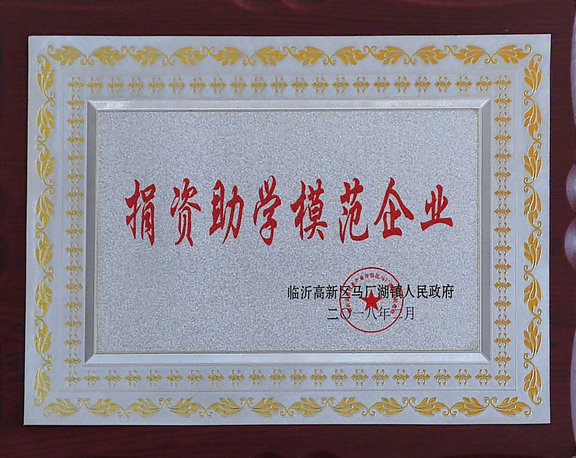 捐资助学模范企业
临沂高新区马厂湖镇人民政府
二〇一八年二月